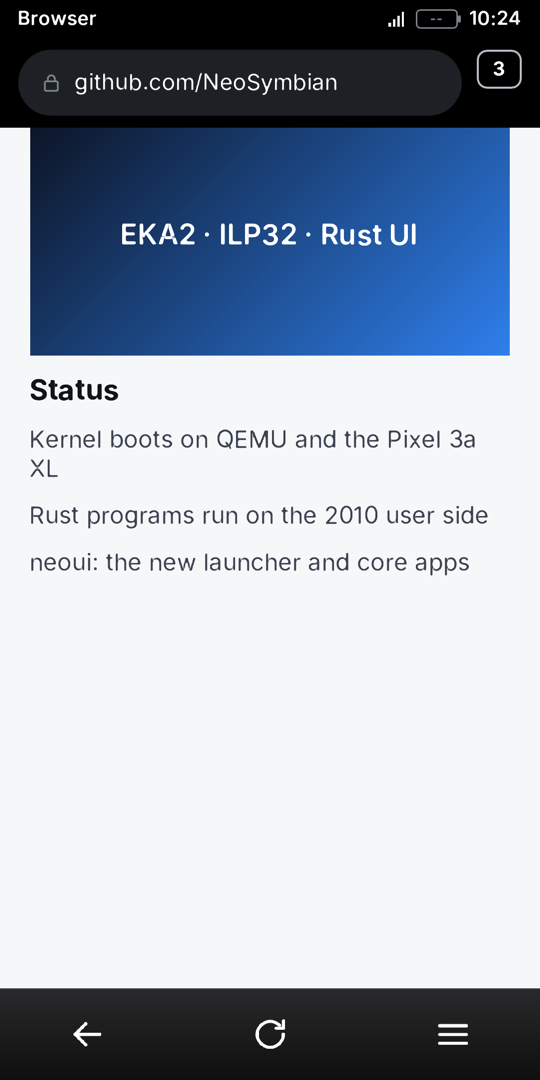 Browser
-- 10:24
github.com/NeoSymbian
3
EKA2 · ILP32 · Rust UI
Status
Kernel boots on QEMU and the Pixel 3a
XL
Rust programs run on the 2010 user side
neoui: the new launcher and core apps